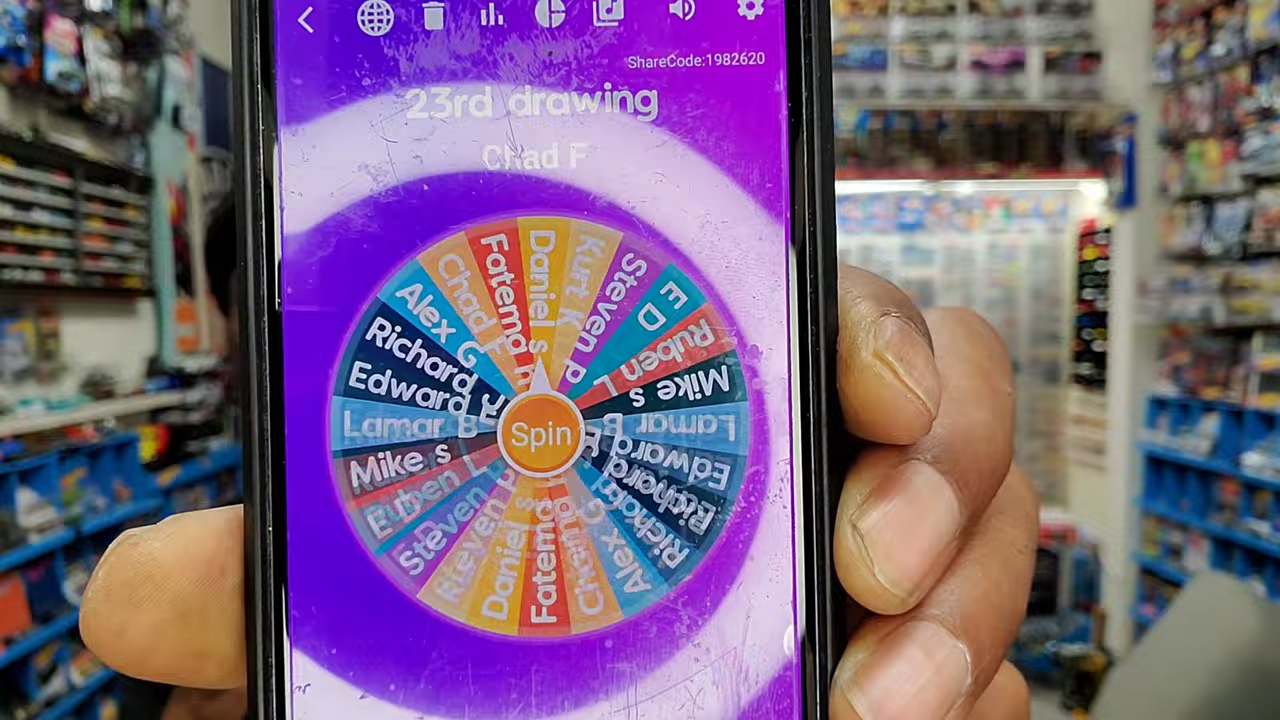 ShareCode:1982620
23rd drawing
Chad F
Daniel s
Kurt K
Steven P
E D
Ruben L
Mike s
Lamar B
Edward
Richard
Alex G
Chad
Fatema
Daniel s
Steven
Mike s
Lamar B
Edward
Richard
Alex G
Chad F
Fatema
Spin